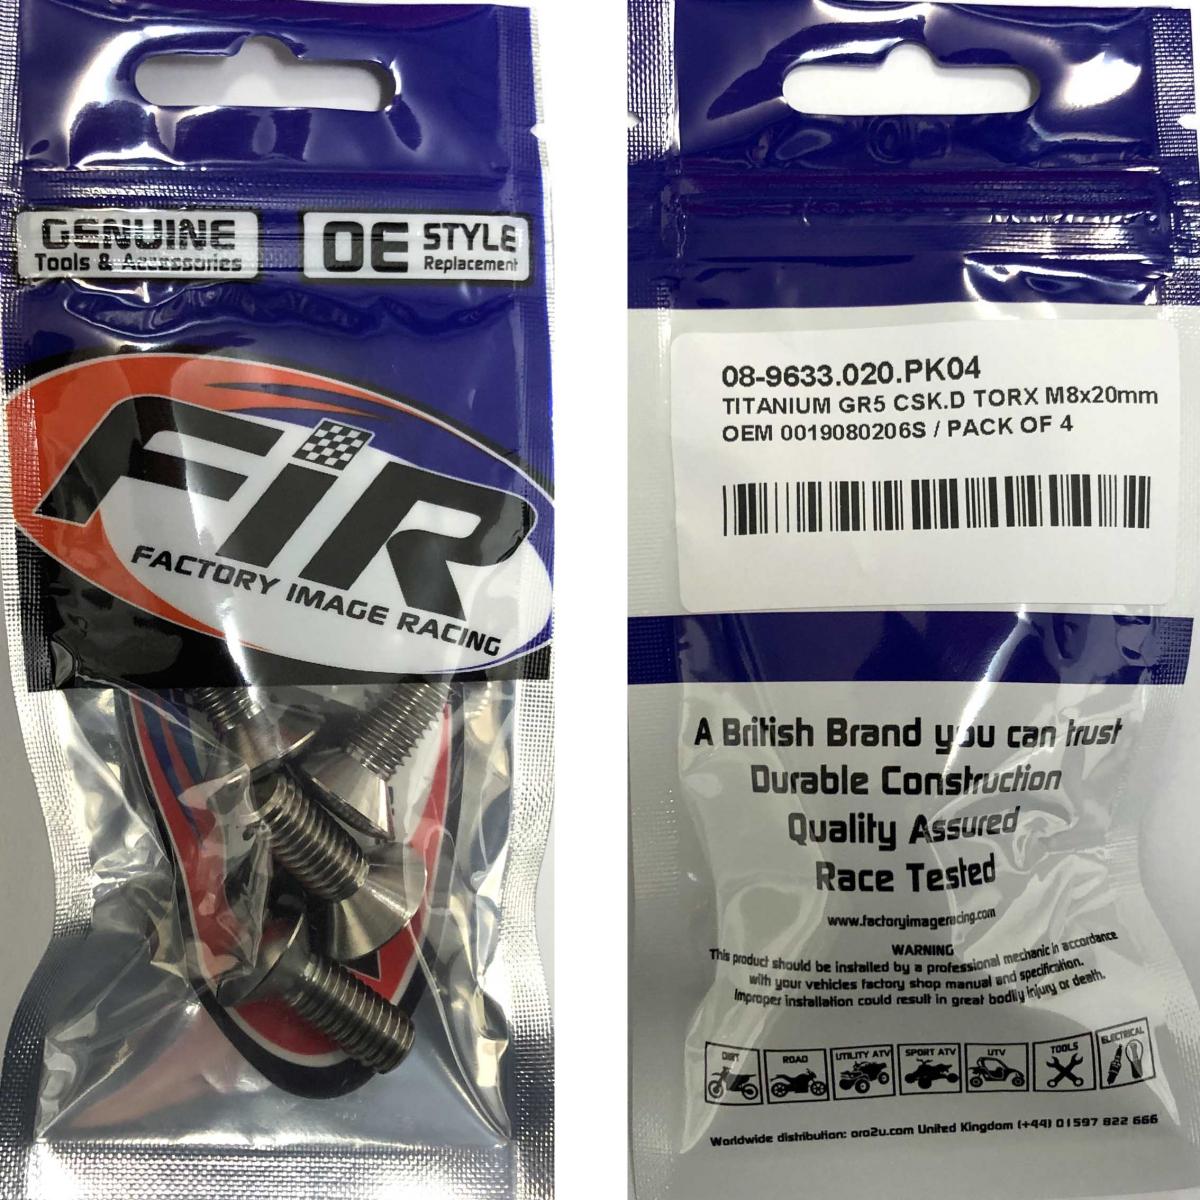 GENUINE
Tools & Accessories
OE STYLE
Replacement
FiR
FACTORY IMAGE RACING
08-9633.020.PK04
TITANIUM GR5 CSK.D TORX M8x20mm
OEM 0019080206S / PACK OF 4
A British Brand you can trust
Durable Construction
Quality Assured
Race Tested
www.factoryimageracing.com
WARNING
This product should be installed by a professional mechanic in accordance
with your vehicles factory shop manual and specification.
Improper installation could result in great bodily injury or death.
DIRT
ROAD
UTILITY ATV
SPORT ATV
UTV
TOOLS
ELECTRICAL
Worldwide distribution: oro2u.com United Kingdom (+44) 01597 822 666